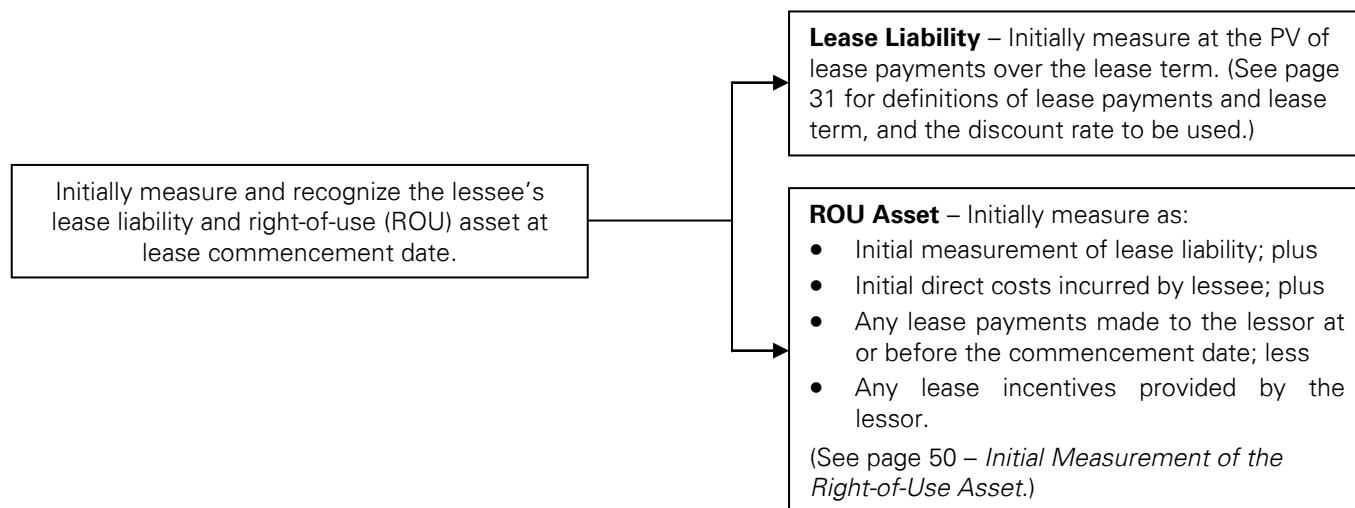 Initially measure and recognize the lessee’s
lease liability and right-of-use (ROU) asset at
lease commencement date.
Lease Liability – Initially measure at the PV of
lease payments over the lease term. (See page
31 for definitions of lease payments and lease
term, and the discount rate to be used.)
ROU Asset – Initially measure as:
• Initial measurement of lease liability; plus
• Initial direct costs incurred by lessee; plus
• Any lease payments made to the lessor at
or before the commencement date; less
• Any lease incentives provided by the
lessor.
(See page 50 – Initial Measurement of the
Right-of-Use Asset.)